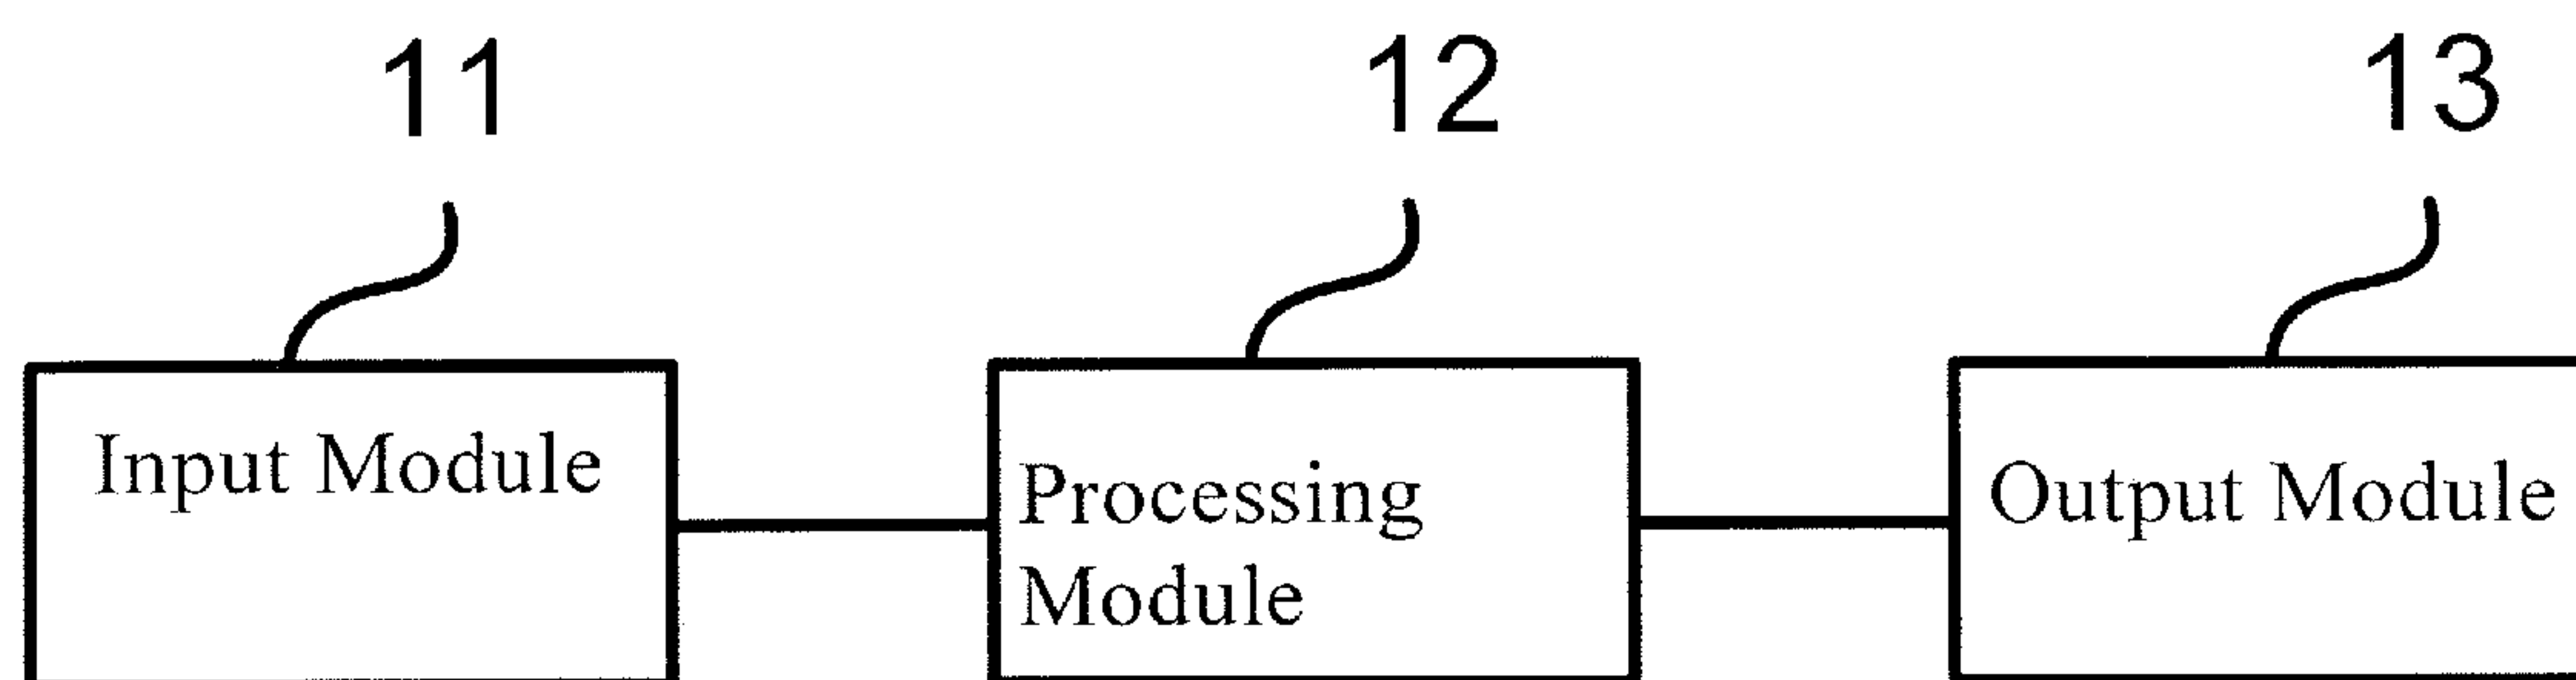 11
12
13
Input Module
Processing
Module
Output Module